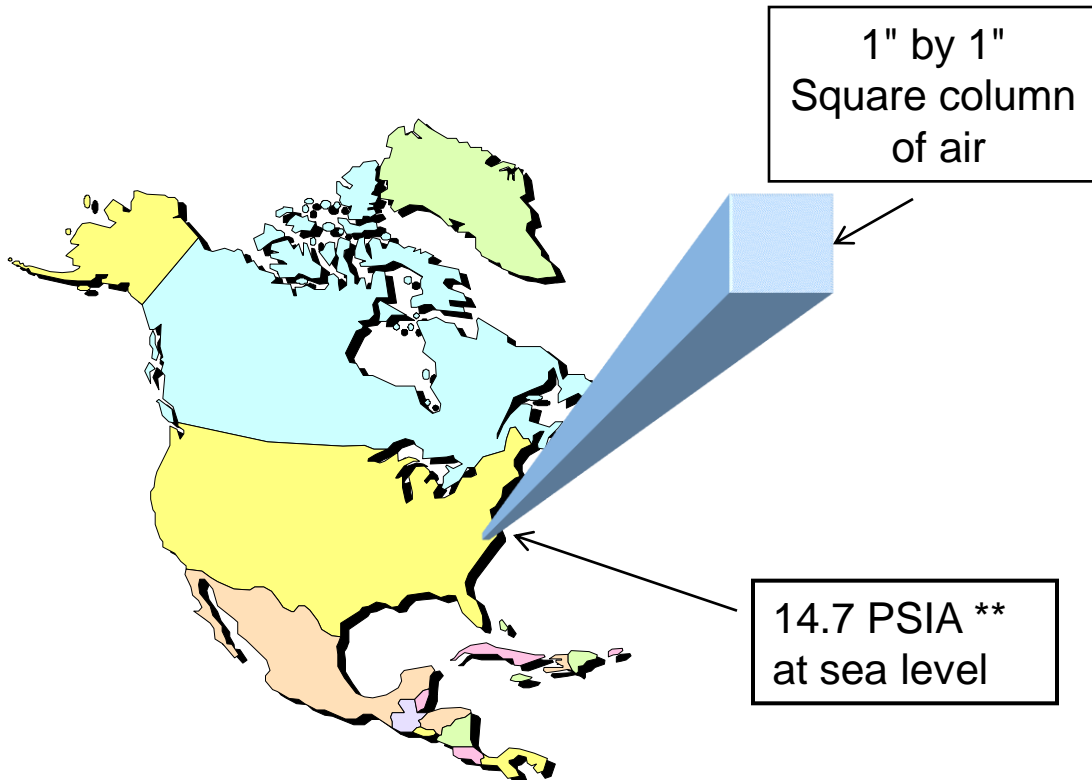 1" by 1"
Square column
of air
14.7 PSIA **
at sea level